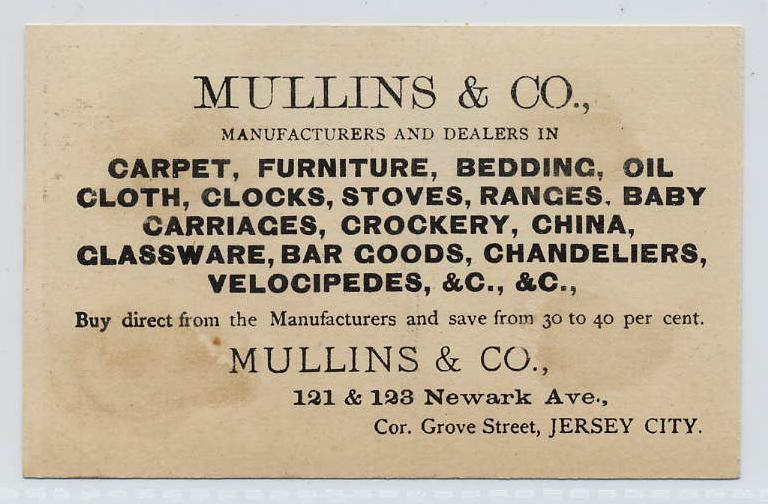 MULLINS & CO.,
MANUFACTURERS AND DEALERS IN
CARPET, FURNITURE, BEDDING, OIL
CLOTH, CLOCKS, STOVES, RANGES. BABY
CARRIAGES, CROCKERY, CHINA,
GLASSWARE, BAR GOODS, CHANDELIERS,
VELOCIPEDES, &C., &C.,
Buy direct from the Manufacturers and save from 30 to 40 per cent.
MULLINS & CO.,
121 & 123 Newark Ave.,
Cor. Grove Street, JERSEY CITY.